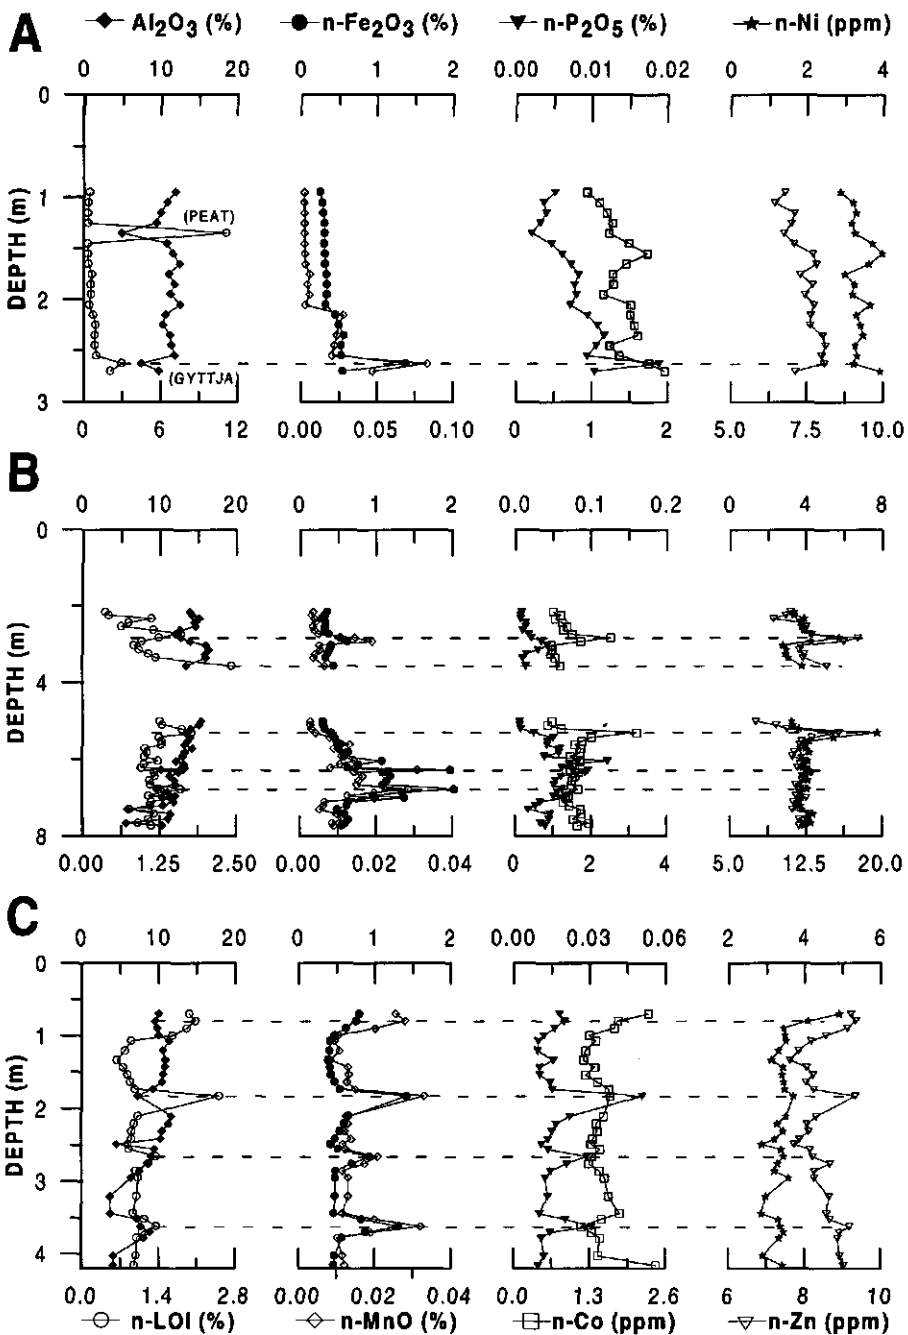 A
Al2O3 (%) n-Fe2O3 (%) n-P2O5 (%) n-Ni (ppm)
0 10 20 0 1 2 0.00 0.01 0.02 0 2 4
0
1
2
3
DEPTH (m)
(PEAT)
(GYTTJA)
0 6 12 0.00 0.05 0.10 0 1 2 5.0 7.5 10.0
B
0 10 20 0 1 2 0.0 0.1 0.2 0 4 8
0
4
8
DEPTH (m)
0.00 1.25 2.50 0.00 0.02 0.04 0 2 4 5.0 12.5 20.0
C
0 10 20 0 1 2 0.00 0.03 0.06 2 4 6
0
1
2
3
4
DEPTH (m)
0.0 1.4 2.8 0.00 0.02 0.04 0.0 1.3 2.6 6 8 10
n-LOI (%) n-MnO (%) n-Co (ppm) n-Zn (ppm)